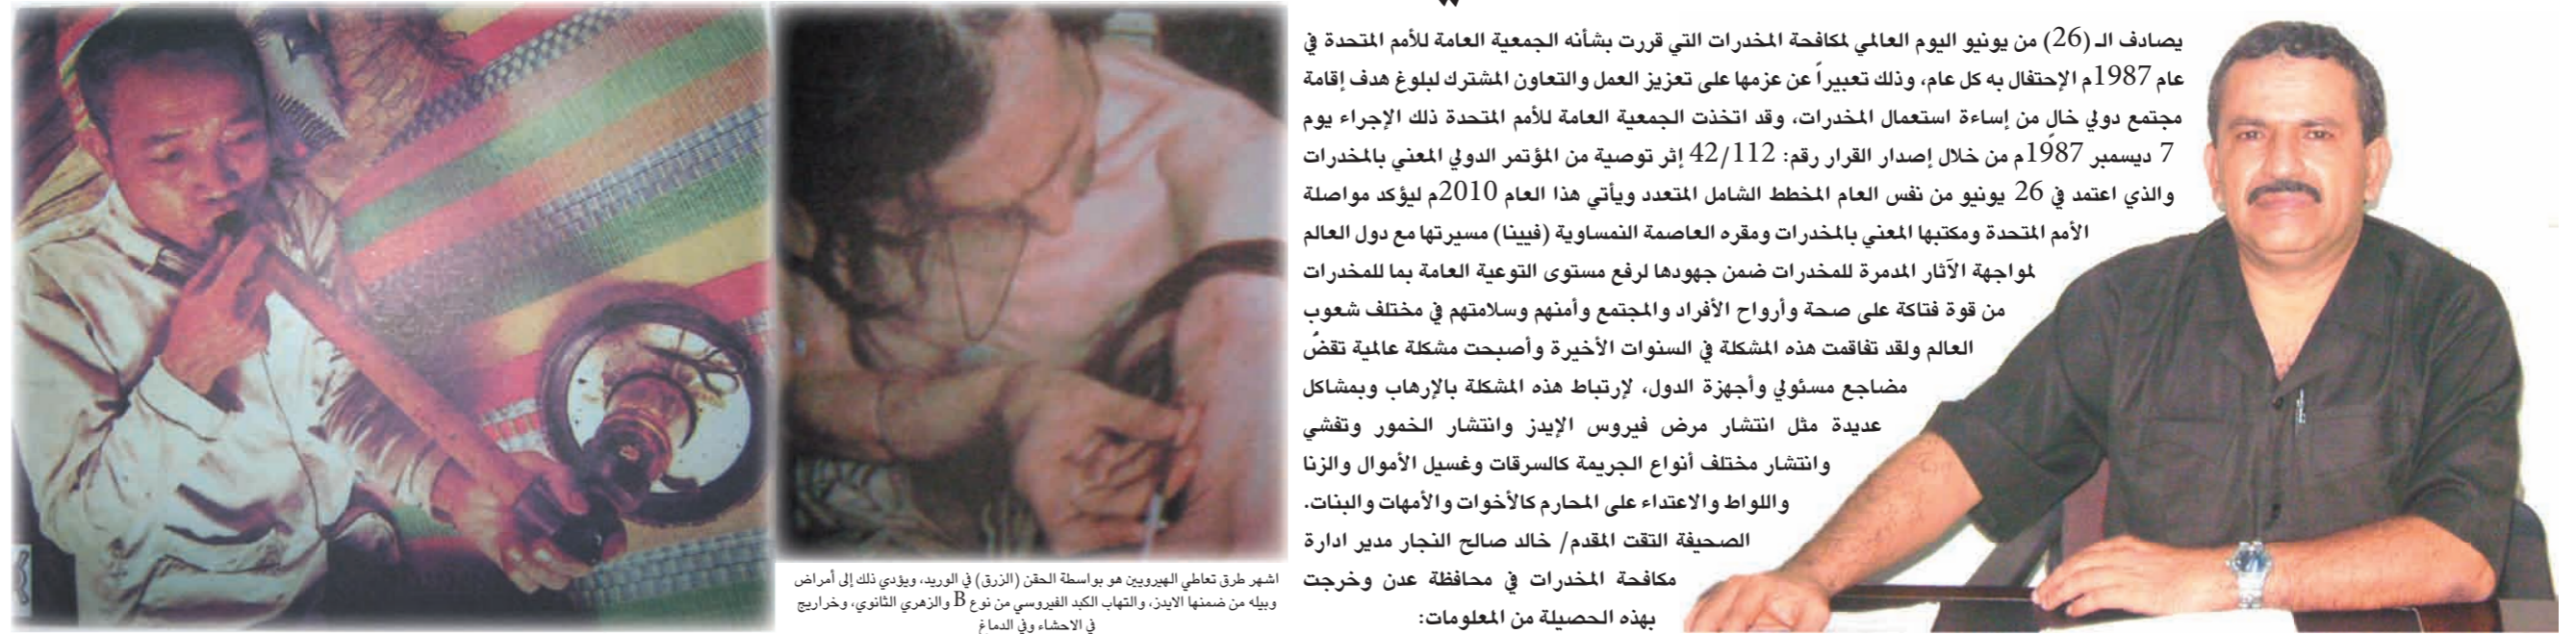 يصادف الـ (26) من يونيو اليوم العالمي لمكافحة المخدرات التي قررت بشأنه الجمعية العامة للأمم المتحدة في
عام 1987م الإحتفال به كل عام، وذلك تعبيراً عن عزمها على تعزيز العمل والتعاون المشترك لبلوغ هدف إقامة
مجتمع دولي خالٍ من إساءة استعمال المخدرات، وقد اتخذت الجمعية العامة للأمم المتحدة ذلك الإجراء يوم
7 ديسمبر 1987م من خلال إصدار القرار رقم: 42/112 إثر توصية من المؤتمر الدولي المعني بالمخدرات
والذي اعتمد في 26 يونيو من نفس العام المخطط الشامل المتعدد ويأتي هذا العام 2010م ليؤكد مواصلة
الأمم المتحدة ومكتبها المعني بالمخدرات ومقره العاصمة النمساوية (فيينا) مسيرتها مع دول العالم
لمواجهة الآثار المدمرة للمخدرات ضمن جهودها لرفع مستوى التوعية العامة بما للمخدرات
من قوة فتاكة على صحة وأرواح الأفراد والمجتمع وأمنهم وسلامتهم في مختلف شعوب
العالم ولقد تفاقمت هذه المشكلة في السنوات الأخيرة وأصبحت مشكلة عالمية تقضّ
مضاجع مسئولي وأجهزة الدول، لإرتباط هذه المشكلة بالإرهاب وبمشاكل
عديدة مثل انتشار مرض فيروس الإيدز وانتشار الخمور وتفشي
وانتشار مختلف أنواع الجريمة كالسرقات وغسيل الأموال والزنا
واللواط والاعتداء على المحارم كالأخوات والأمهات والبنات.
الصحيفة التقت المقدم/ خالد صالح النجار مدير ادارة
مكافحة المخدرات في محافظة عدن وخرجت
بهذه الحصيلة من المعلومات:
اشهر طرق تعاطي الهيرويين هو بواسطة الحقن (الزرق) في الوريد، ويؤدي ذلك إلى أمراض
وبيله من ضمنها الايدز، والتهاب الكبد الفيروسي من نوع B والزهري الثانوي، وخراريج
في الاحشاء وفي الدماغ